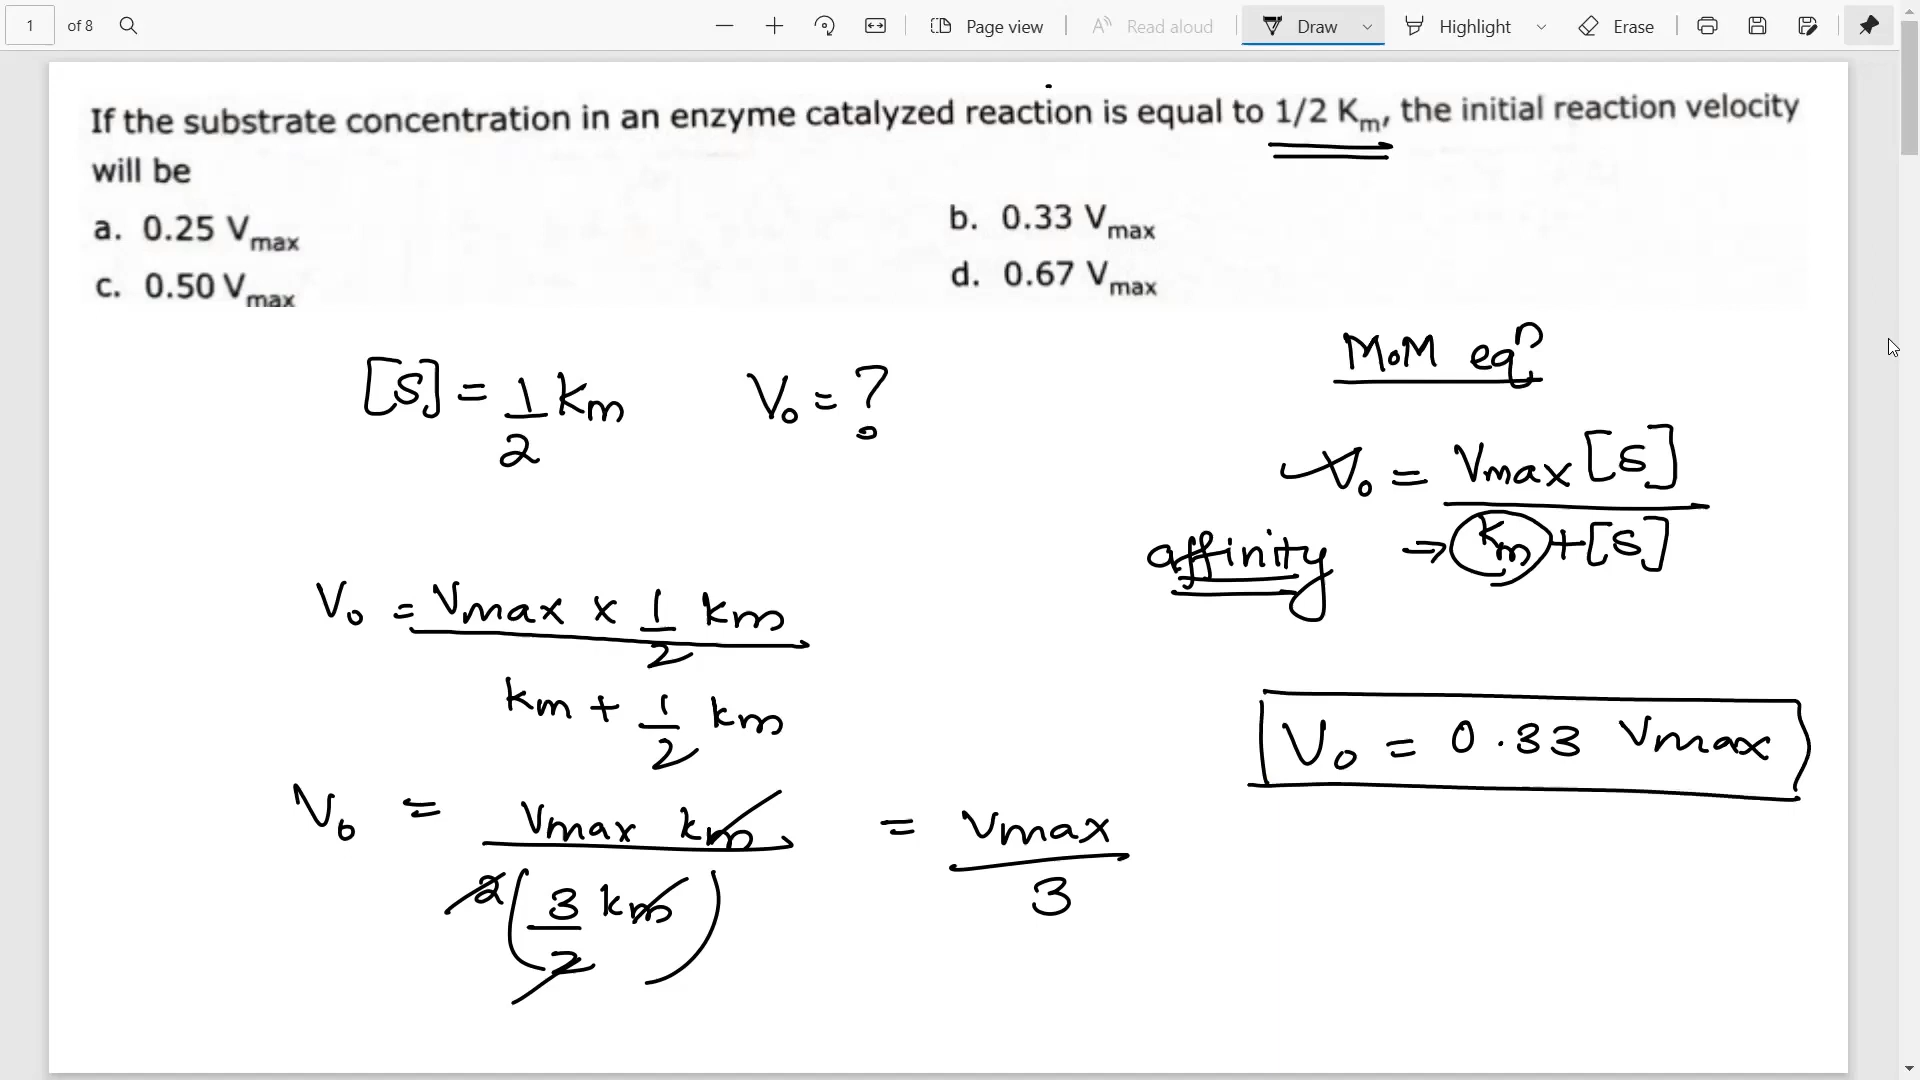 1 of 8 Page view Read aloud Draw Highlight Erase
If the substrate concentration in an enzyme catalyzed reaction is equal to 1/2 Km, the initial reaction velocity
will be
a. 0.25 Vmax b. 0.33 Vmax
c. 0.50 Vmax d. 0.67 Vmax
[S] = 1/2 Km V₀ = ?
M.M eqⁿ
V₀ = Vmax [S] / Km + [S]
affinity ⇒
V₀ = Vmax x 1/2 Km / Km + 1/2 Km
V₀ = 0.33 Vmax
V₀ = Vmax Km / 2 (3/2 Km) = Vmax / 3